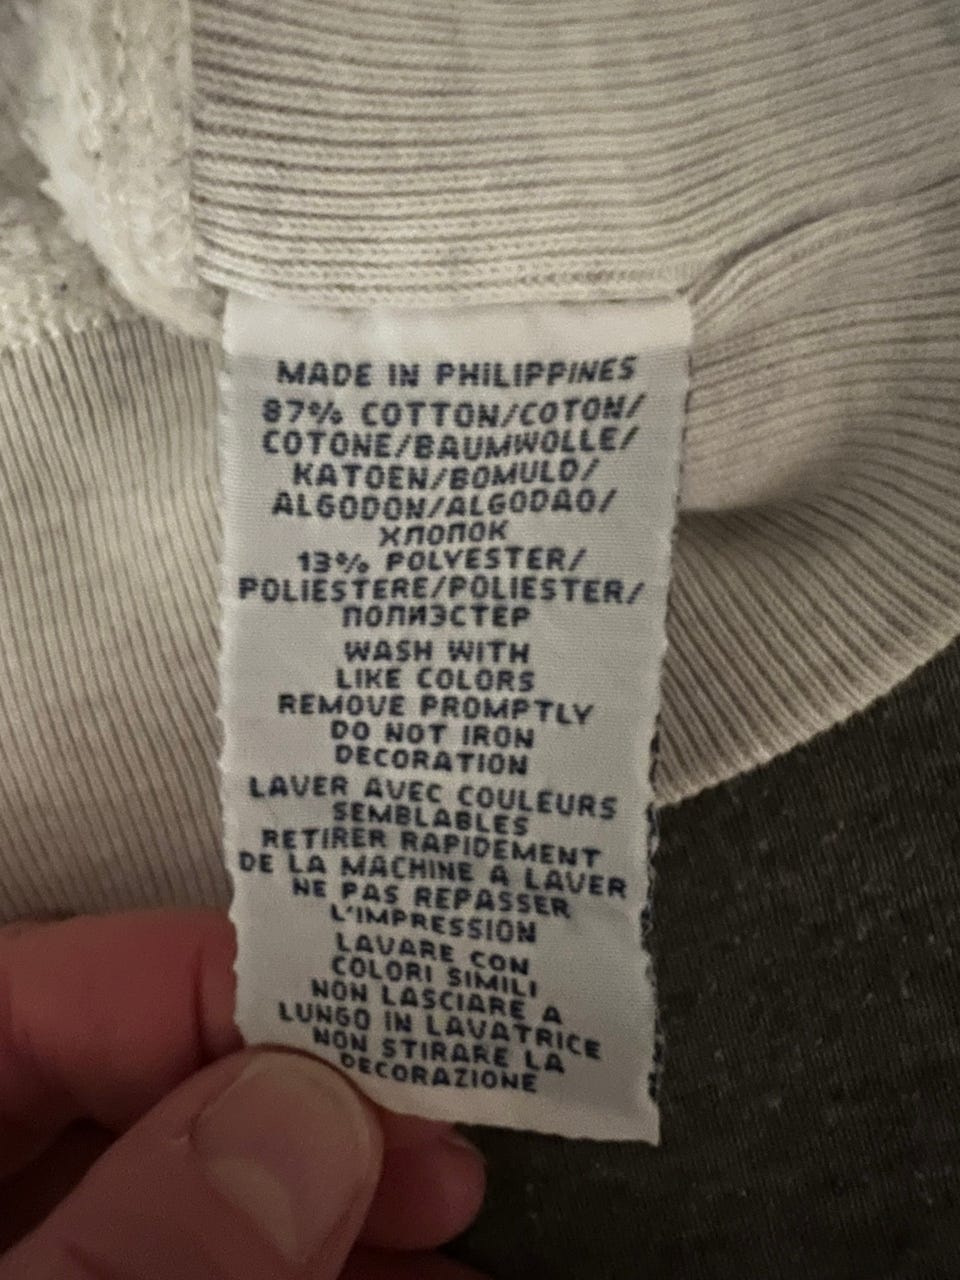 MADE IN PHILIPPINES
87% COTTON/COTON/
COTONE/BAUMWOLLE/
KATOEN/BOMULD/
ALGODON/ALGODAO/
ХЛОПОК
13% POLYESTER/
POLIESTERE/POLIESTER/
ПОЛИЭСТЕР
WASH WITH
LIKE COLORS
REMOVE PROMPTLY
DO NOT IRON
DECORATION
LAVER AVEC COULEURS
SEMBLABLES
RETIRER RAPIDEMENT
DE LA MACHINE A LAVER
NE PAS REPASSER
L'IMPRESSION
LAVARE CON
COLORI SIMILI
NON LASCIARE A
LUNGO IN LAVATRICE
NON STIRARE LA
DECORAZIONE